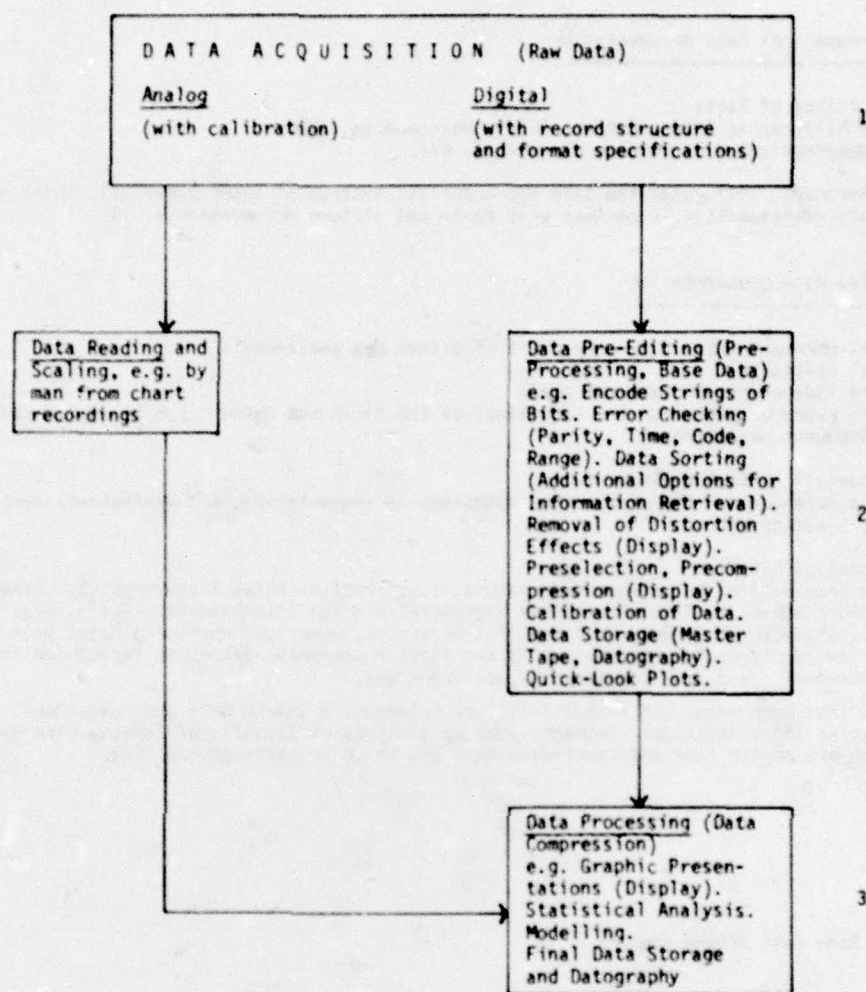 DATA ACQUISITION (Raw Data)
Analog Digital
(with calibration) (with record structure
and format specifications)
1
Data Reading and
Scaling, e.g. by
man from chart
recordings
Data Pre-Editing (Pre-
Processing, Base Data)
e.g. Encode Strings of
Bits. Error Checking
(Parity, Time, Code,
Range). Data Sorting
(Additional Options for
Information Retrieval).
Removal of Distortion
Effects (Display).
Preselection, Precom-
pression (Display).
Calibration of Data.
Data Storage (Master
Tape, Datography).
Quick-Look Plots.
2
Data Processing (Data
Compression)
e.g. Graphic Presen-
tations (Display).
Statistical Analysis.
Modelling.
Final Data Storage
and Datography
3